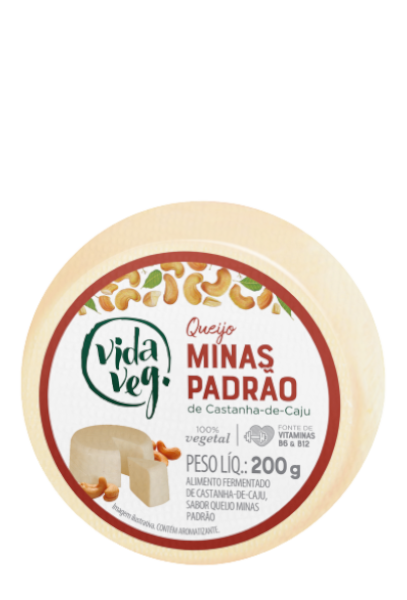 vida
veg.
Queijo
MINAS
PADRÃO
de Castanha-de-Caju
100%
vegetal
FONTE DE
VITAMINAS
B6 & B12
PESO LÍQ.: 200 g
ALIMENTO FERMENTADO
DE CASTANHA-DE-CAJU,
SABOR QUEIJO MINAS
PADRÃO
Imagem ilustrativa. CONTÉM AROMATIZANTE.